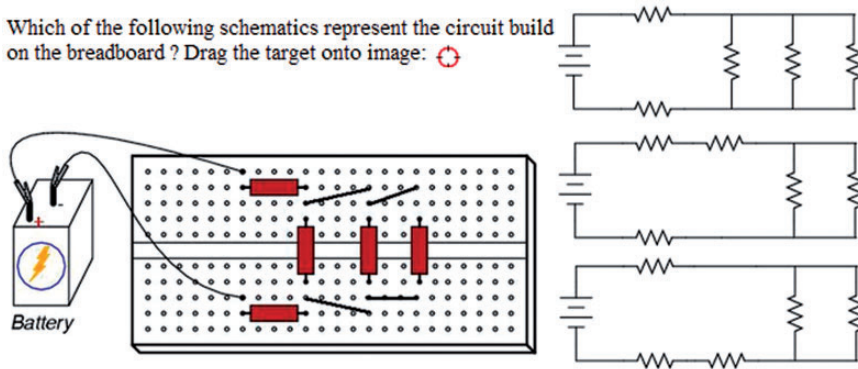 Which of the following schematics represent the circuit build
on the breadboard ? Drag the target onto image:
+
-
Battery